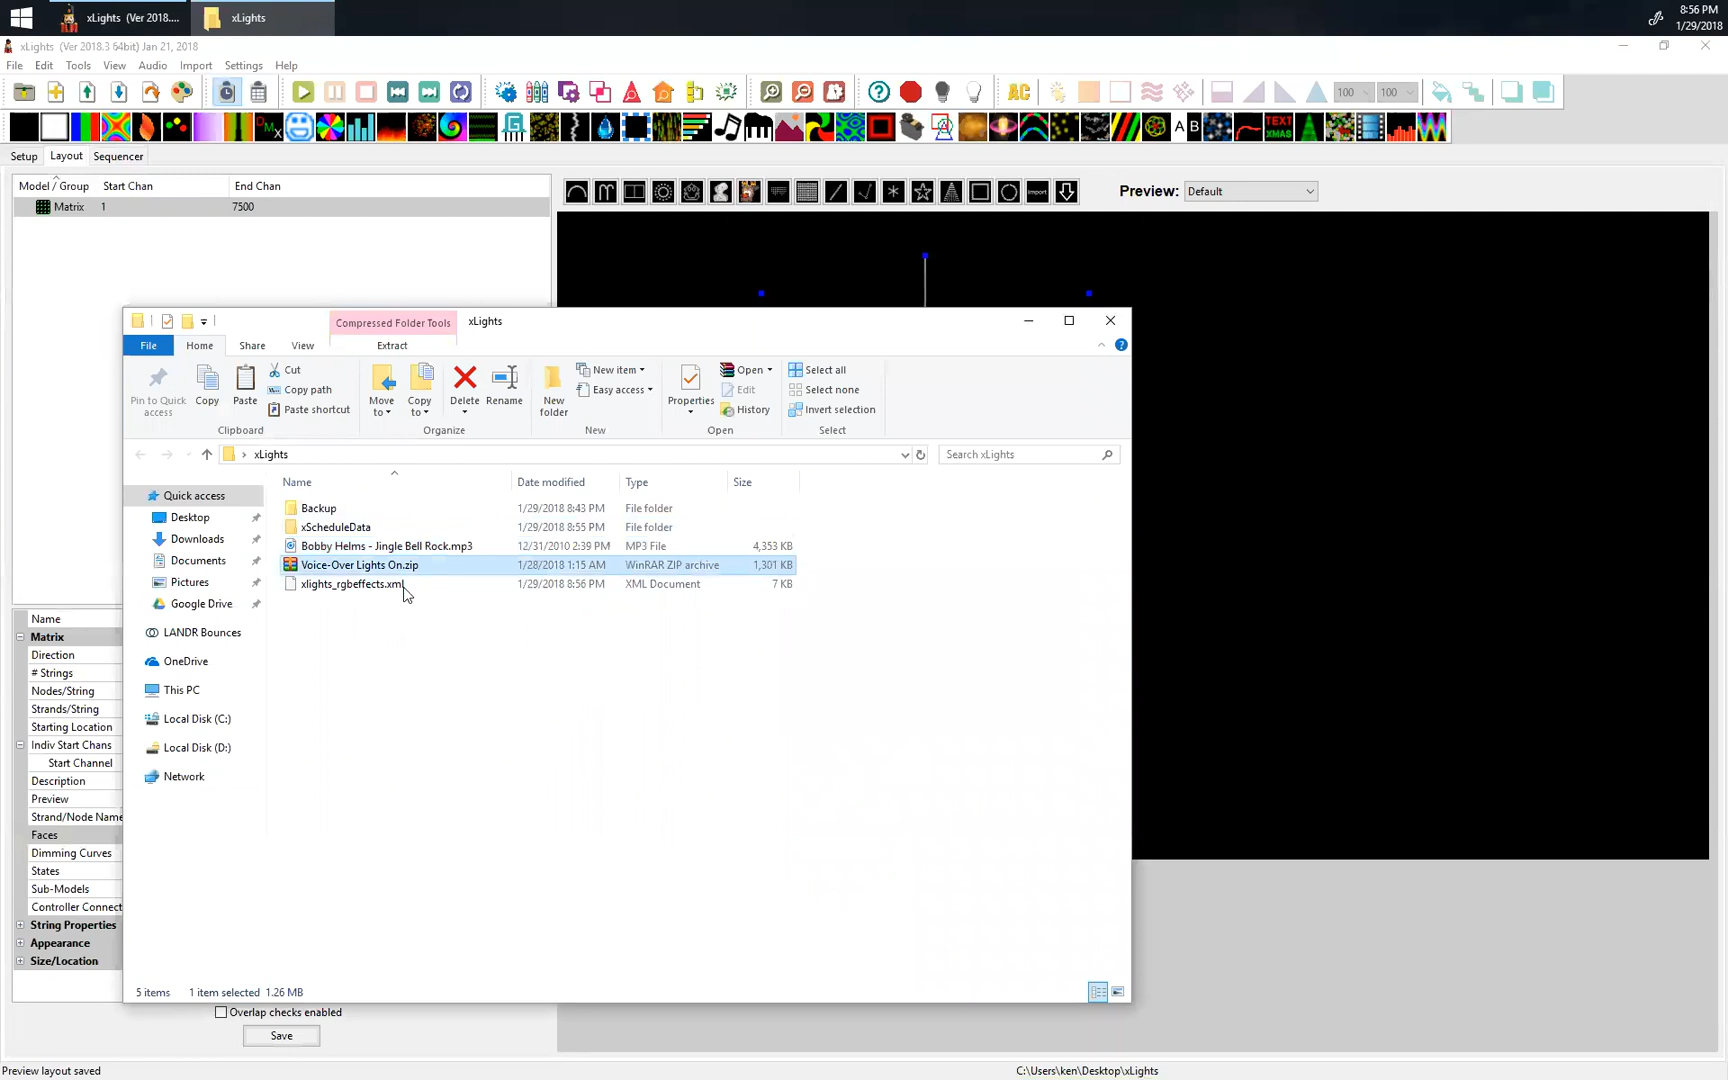 xLights (Ver 2018....
xLights
8:56 PM
1/29/2018
xLights (Ver 2018.3 64bit) Jan 21, 2018
File Edit Tools View Audio Import Settings Help
AC
100
100
DMX
A B
TEXT XMAS
Setup Layout Sequencer
Model / Group Start Chan End Chan
Matrix 1 7500
import
Preview: Default
Compressed Folder Tools xLights
File Home Share View Extract
Pin to Quick access
Copy
Paste
Cut
Copy path
Paste shortcut
Clipboard
Move to
Copy to
Delete
Rename
Organize
New folder
New item
Easy access
New
Properties
Open
Edit
History
Open
Select all
Select none
Invert selection
Select
xLights
Search xLights
Name Date modified Type Size
Backup 1/29/2018 8:43 PM File folder
xScheduleData 1/29/2018 8:55 PM File folder
Bobby Helms - Jingle Bell Rock.mp3 12/31/2010 2:39 PM MP3 File 4,353 KB
Voice-Over Lights On.zip 1/28/2018 1:15 AM WinRAR ZIP archive 1,301 KB
xlights_rgbeffects.xml 1/29/2018 8:56 PM XML Document 7 KB
Quick access
Desktop
Downloads
Documents
Pictures
Google Drive
LANDR Bounces
OneDrive
This PC
Local Disk (C:)
Local Disk (D:)
Network
5 items 1 item selected 1.26 MB
Name
Matrix
Direction
# Strings
Nodes/String
Strands/String
Starting Location
Indiv Start Chans
Start Channel
Description
Preview
Strand/Node Name
Faces
Dimming Curves
States
Sub-Models
Controller Connect
String Properties
Appearance
Size/Location
Overlap checks enabled
Save
Preview layout saved C:\Users\ken\Desktop\xLights